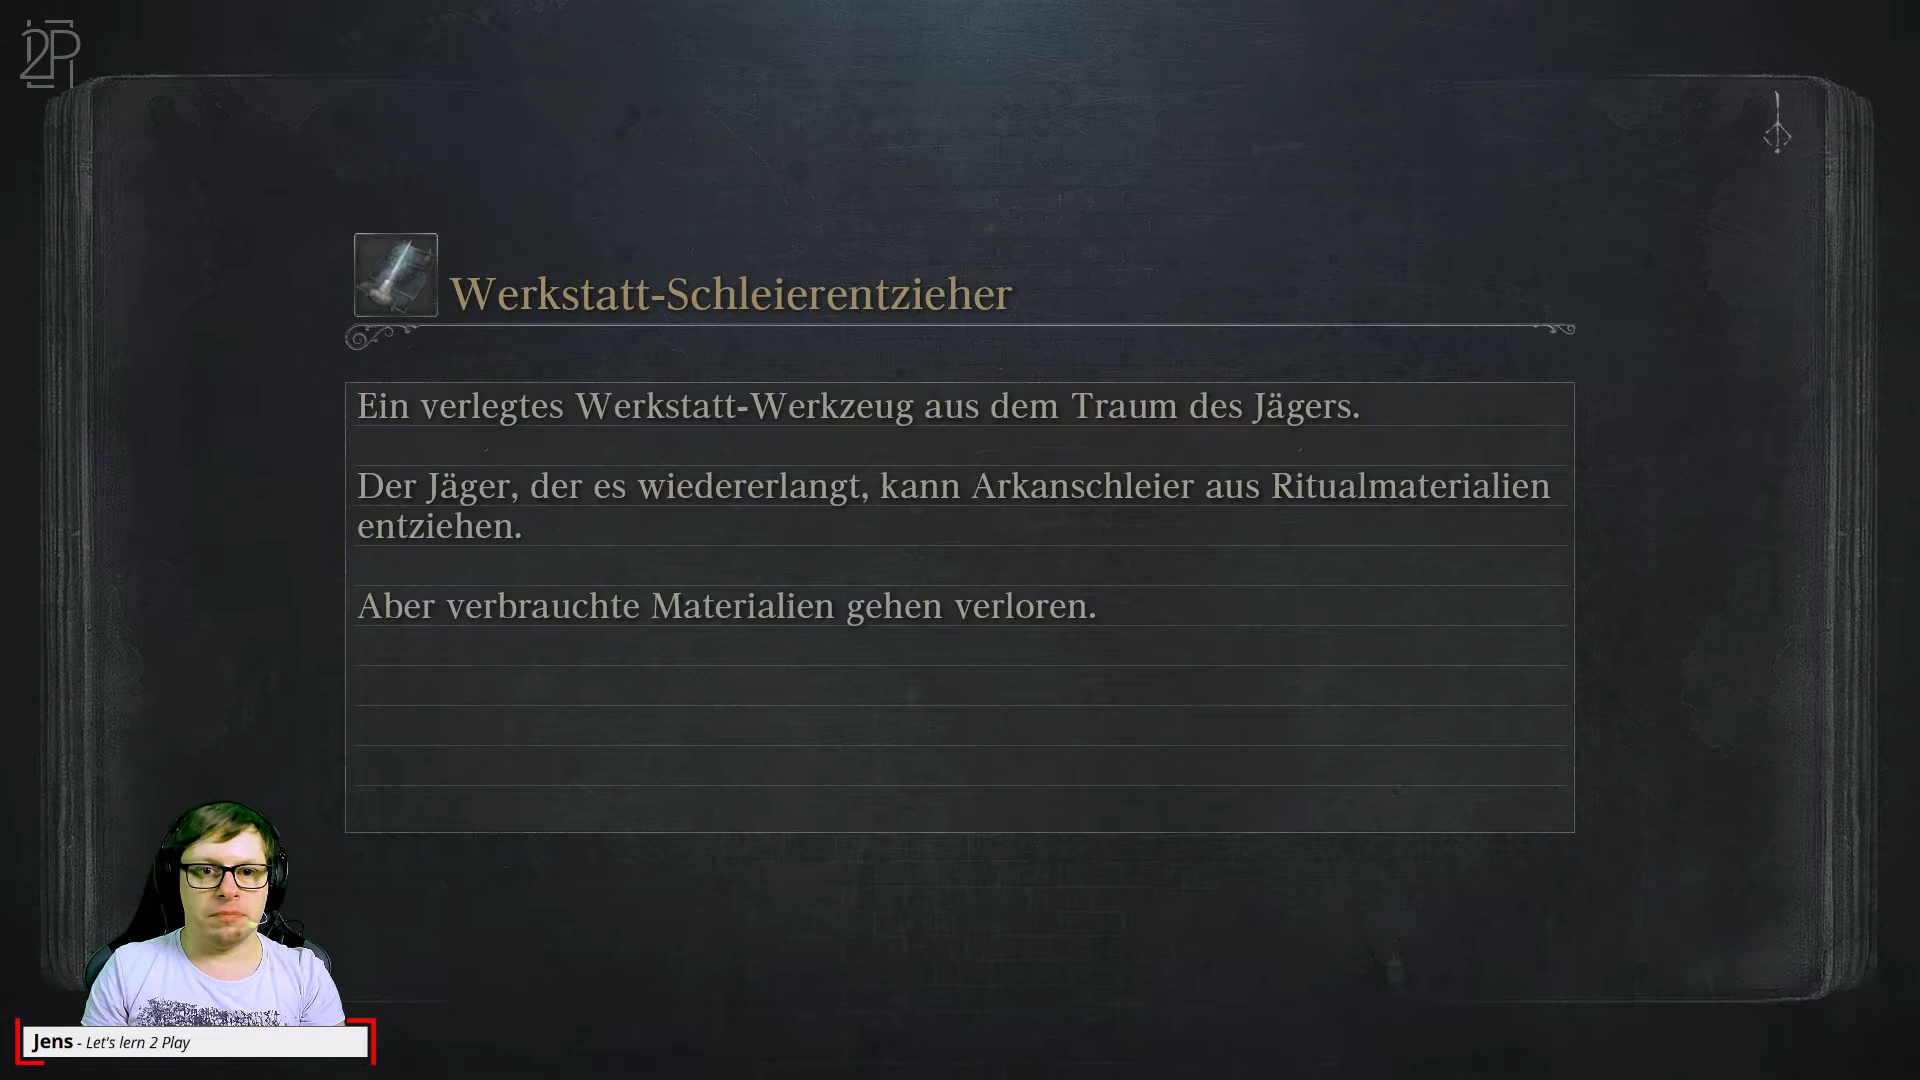 2P
Werkstatt-Schleierentzieher
Ein verlegtes Werkstatt-Werkzeug aus dem Traum des Jägers.
Der Jäger, der es wiedererlangt, kann Arkanschleier aus Ritualmaterialien
entziehen.
Aber verbrauchte Materialien gehen verloren.
Jens - Let's lern 2 Play